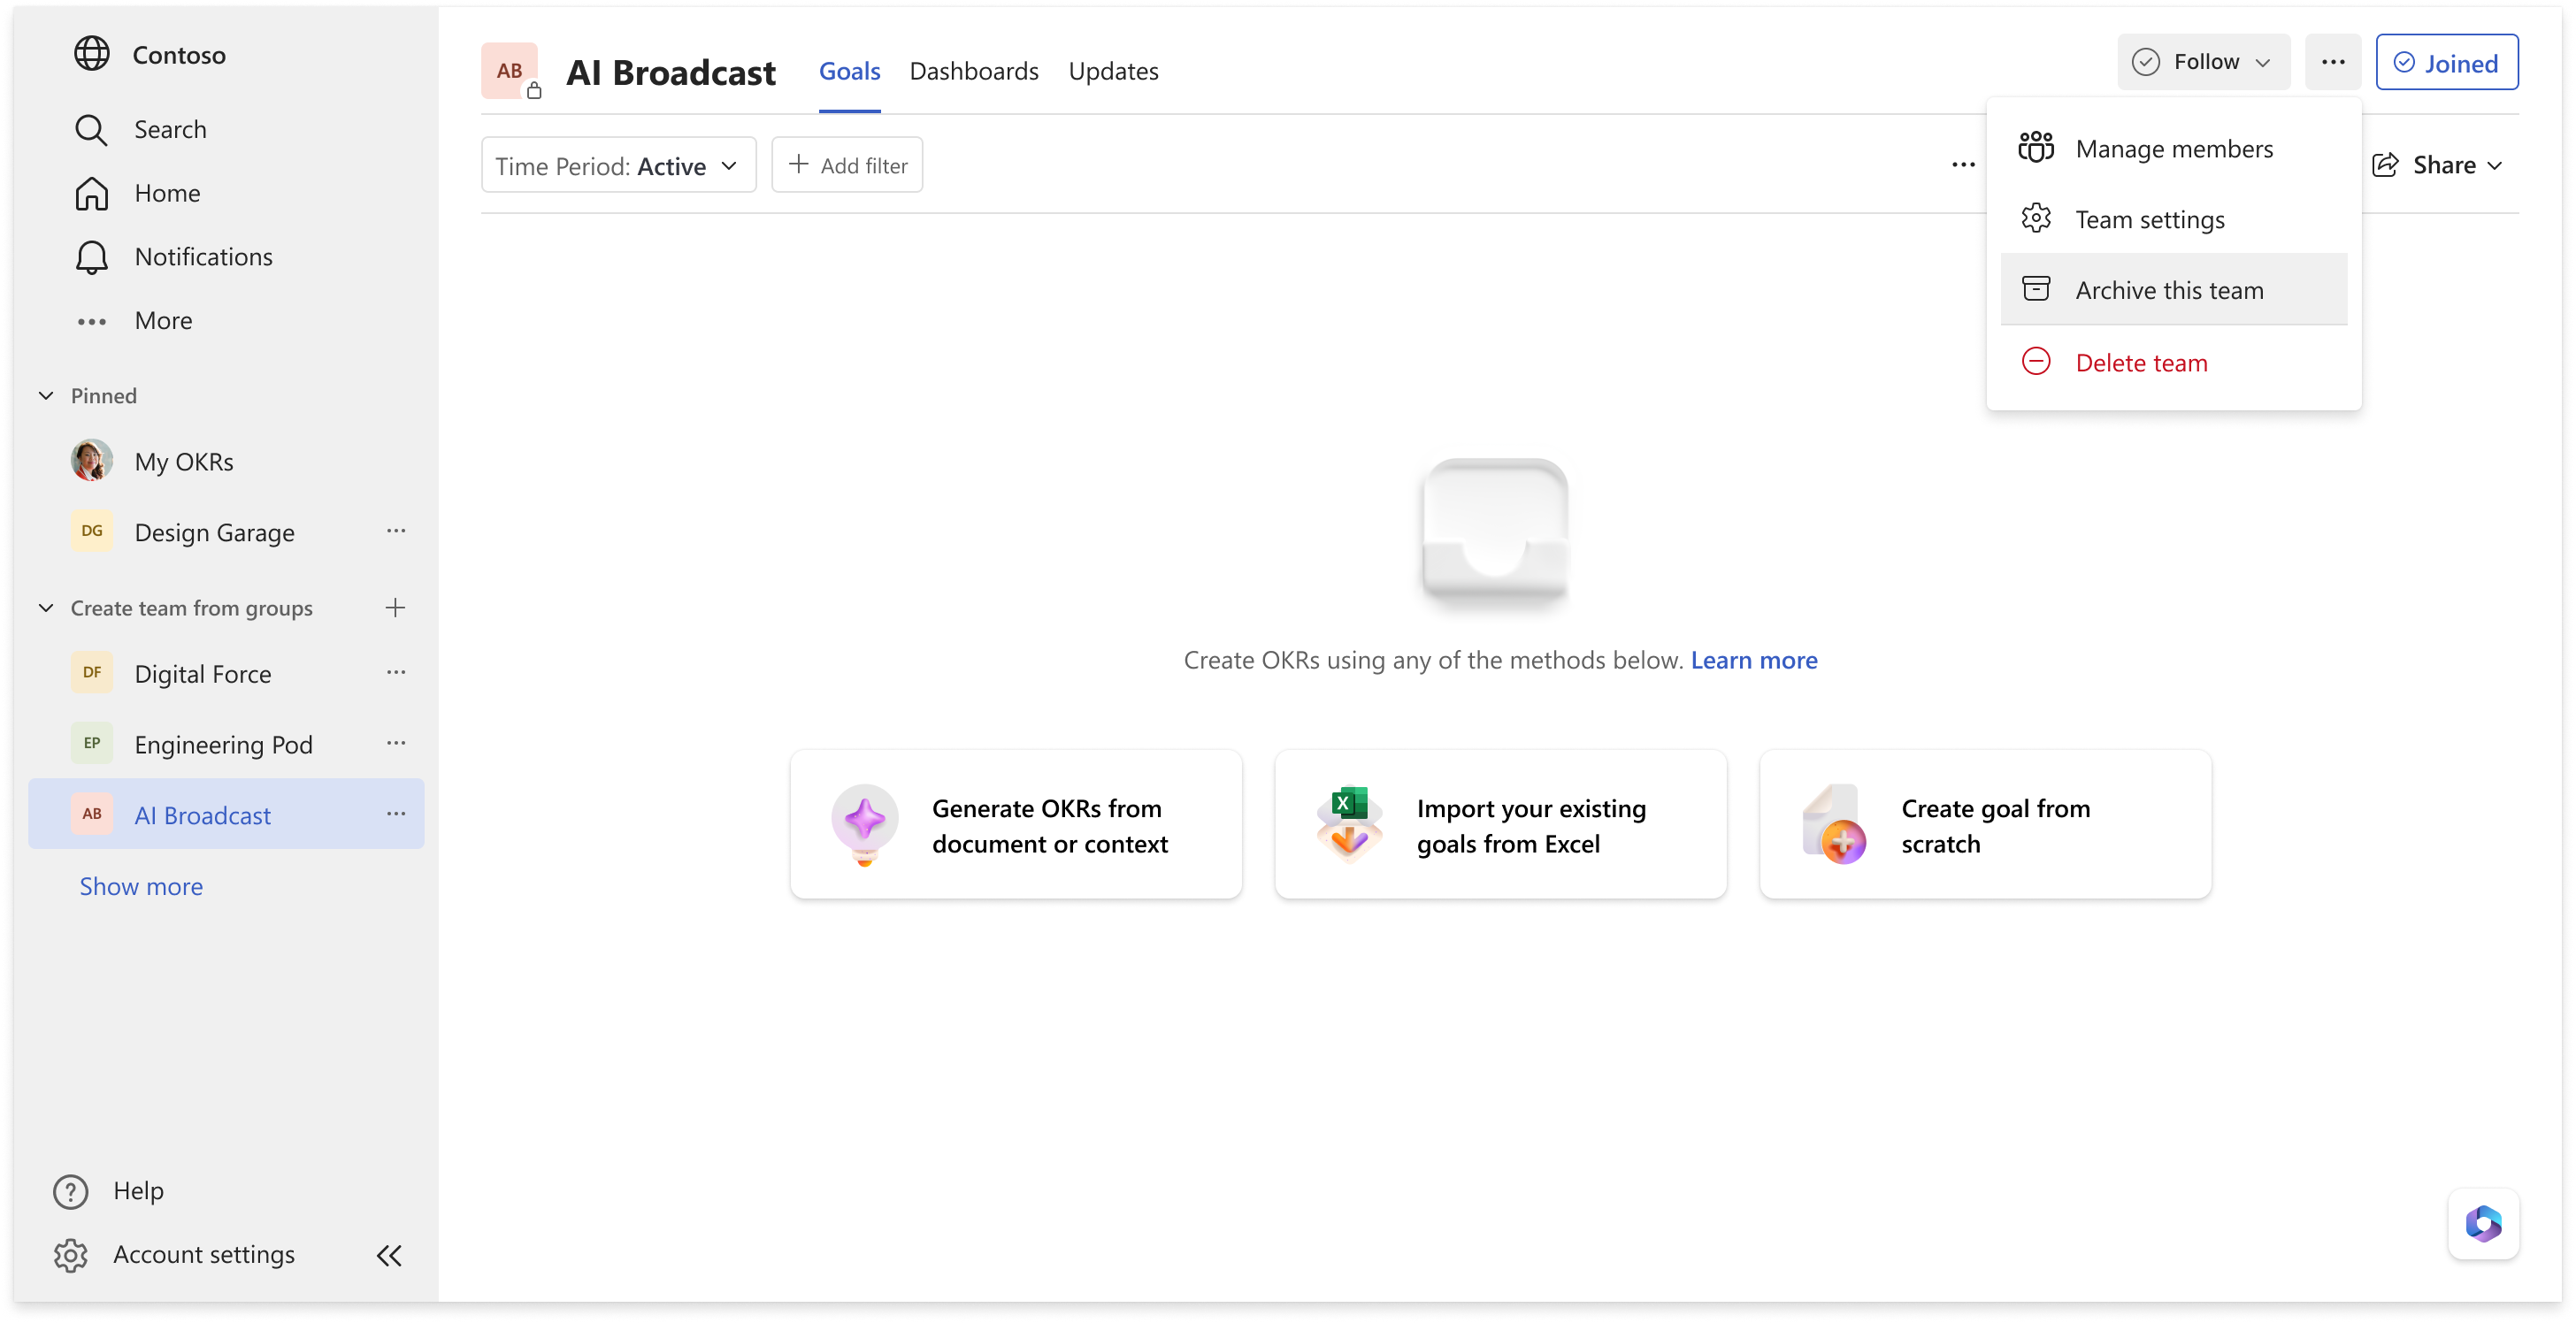 Contoso
Search
Home
Notifications
More
Pinned
My OKRs
DG Design Garage
Create team from groups
DF Digital Force
EP Engineering Pod
AB AI Broadcast
Show more
Help
Account settings
AB AI Broadcast Goals Dashboards Updates
Follow Joined
Time Period: Active Add filter
Share
Manage members
Team settings
Archive this team
Delete team
Create OKRs using any of the methods below. Learn more
Generate OKRs from
document or context
X
Import your existing
goals from Excel
Create goal from
scratch